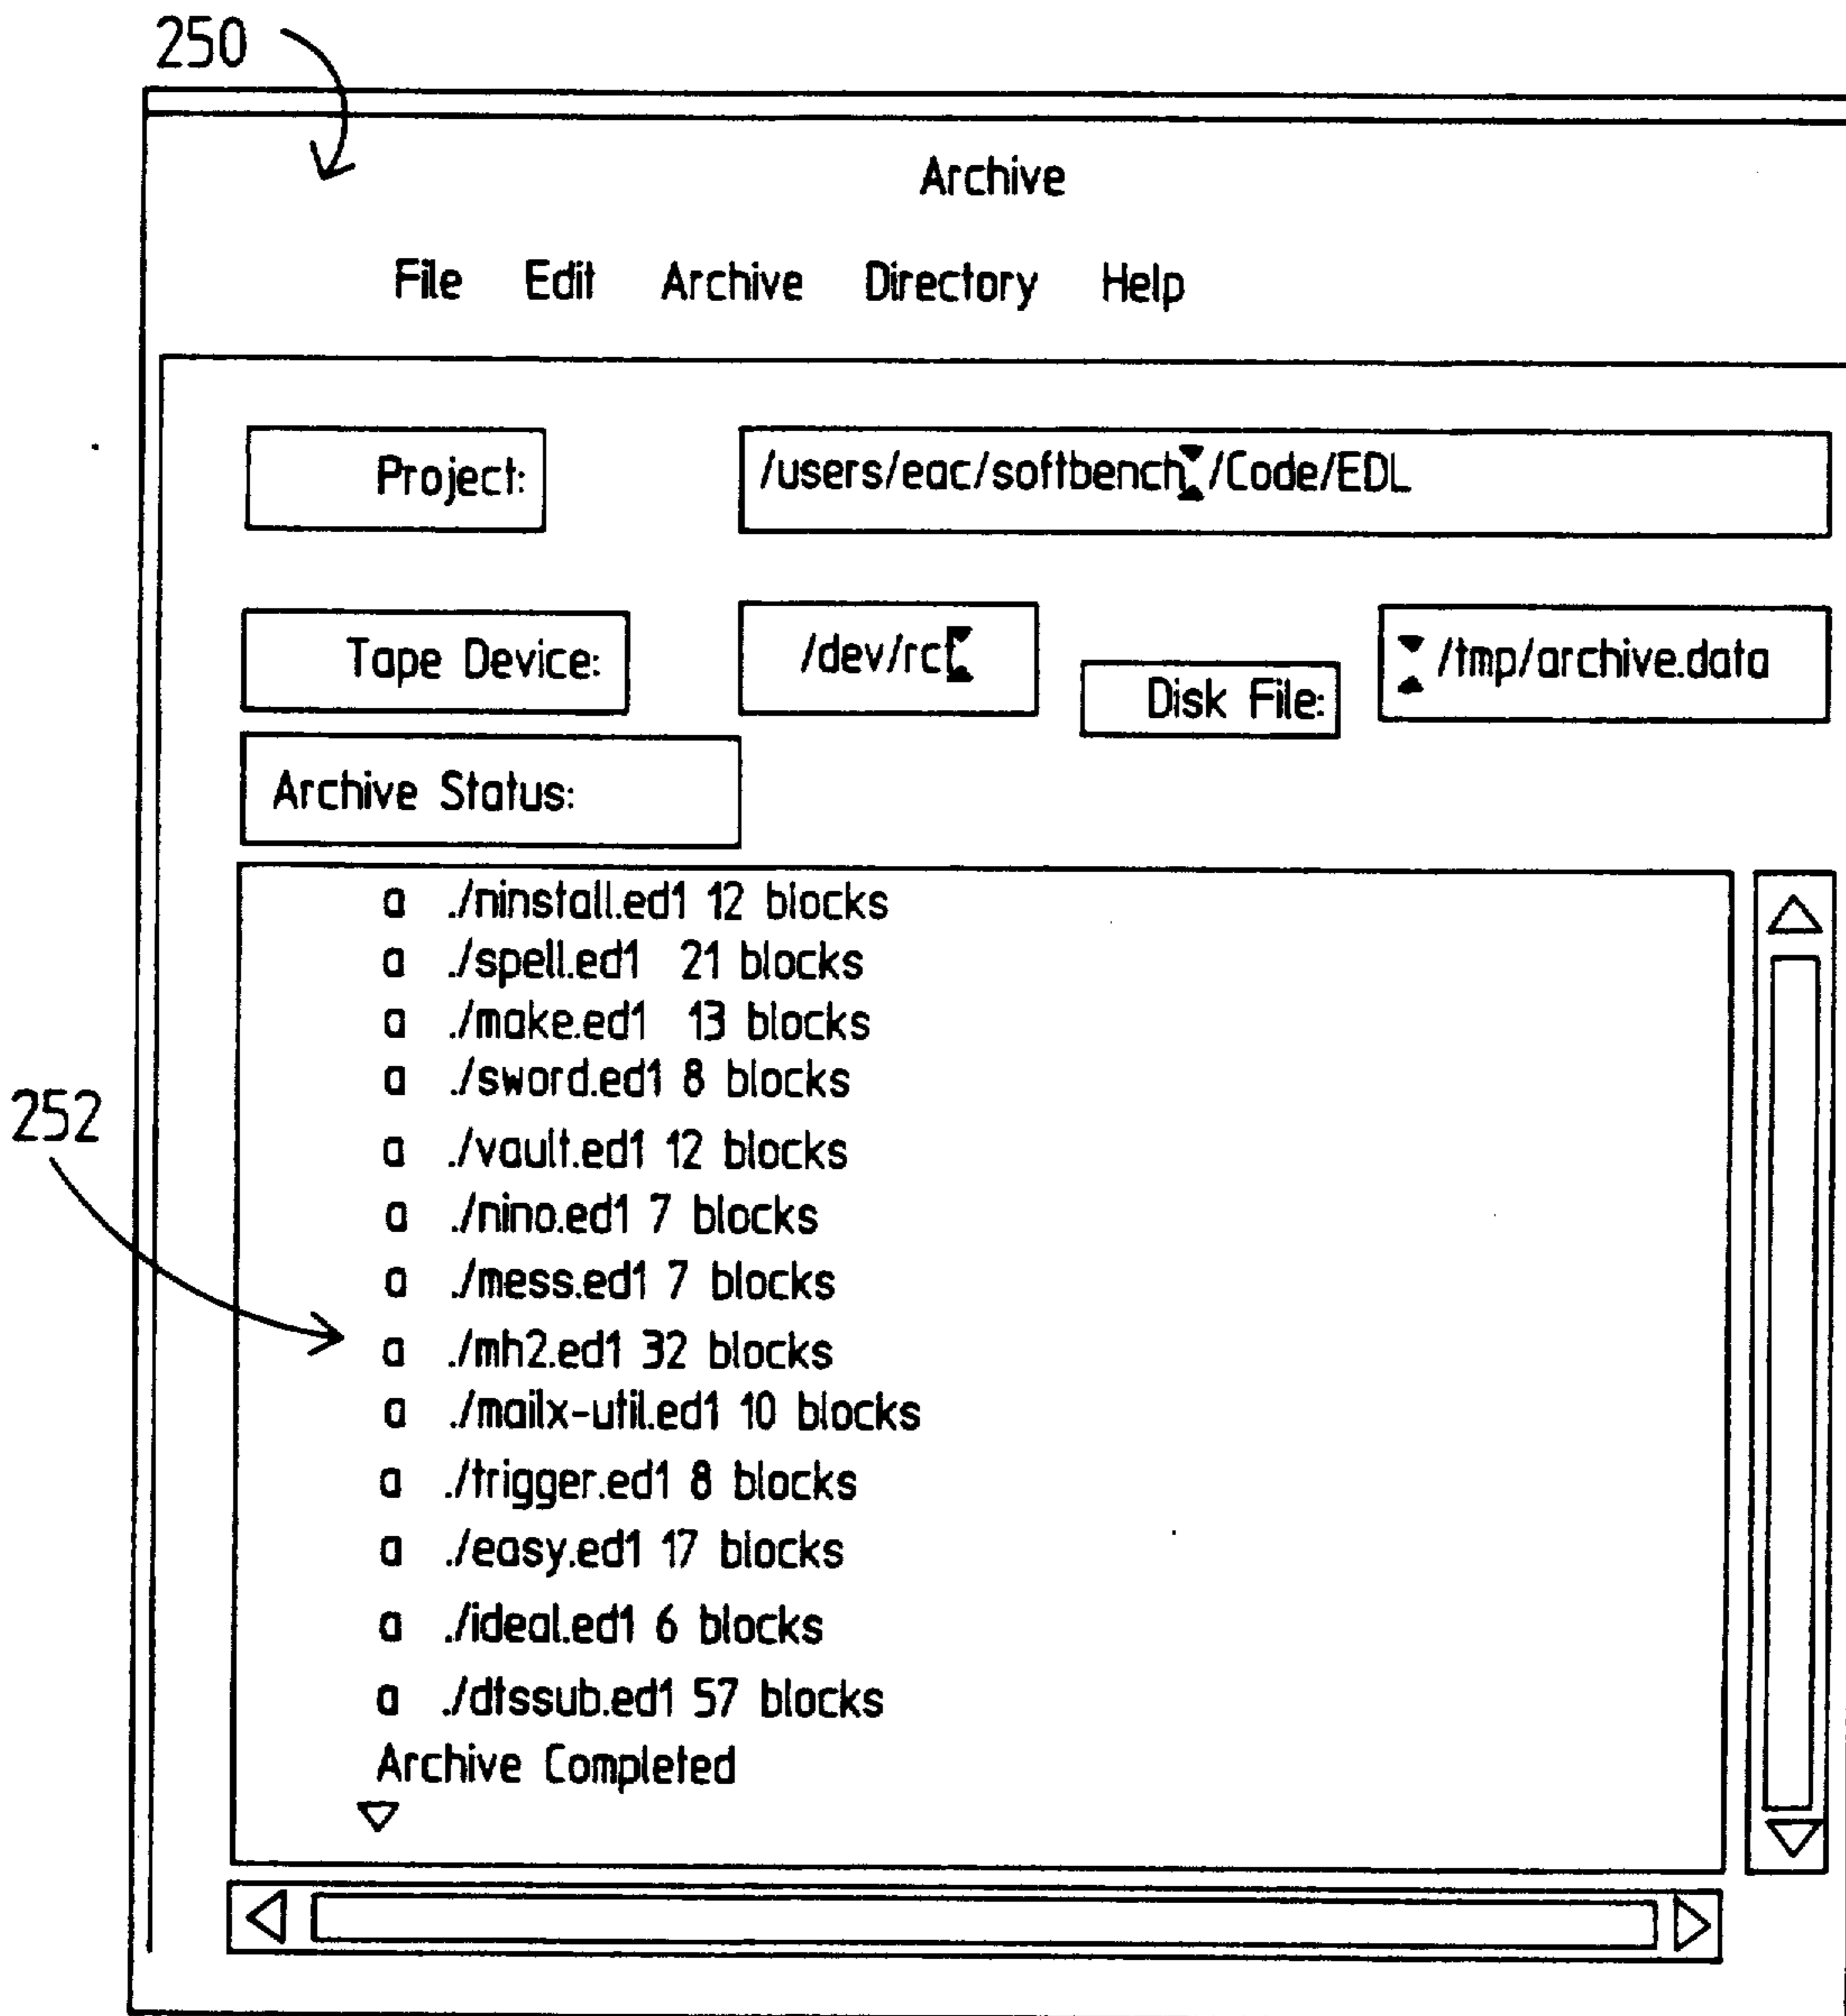 250
Archive
File Edit Archive Directory Help
Project: /users/eac/softbench /Code/EDL
Tape Device: /dev/rct Disk File: /tmp/archive.data
Archive Status:
a ./ninstall.ed1 12 blocks
a ./spell.ed1 21 blocks
a ./make.ed1 13 blocks
a ./sword.ed1 8 blocks
252
a ./vault.ed1 12 blocks
a ./nino.ed1 7 blocks
a ./mess.ed1 7 blocks
a ./mh2.ed1 32 blocks
a ./mailx-util.ed1 10 blocks
a ./trigger.ed1 8 blocks
a ./easy.ed1 17 blocks
a ./ideal.ed1 6 blocks
a ./dtssub.ed1 57 blocks
Archive Completed